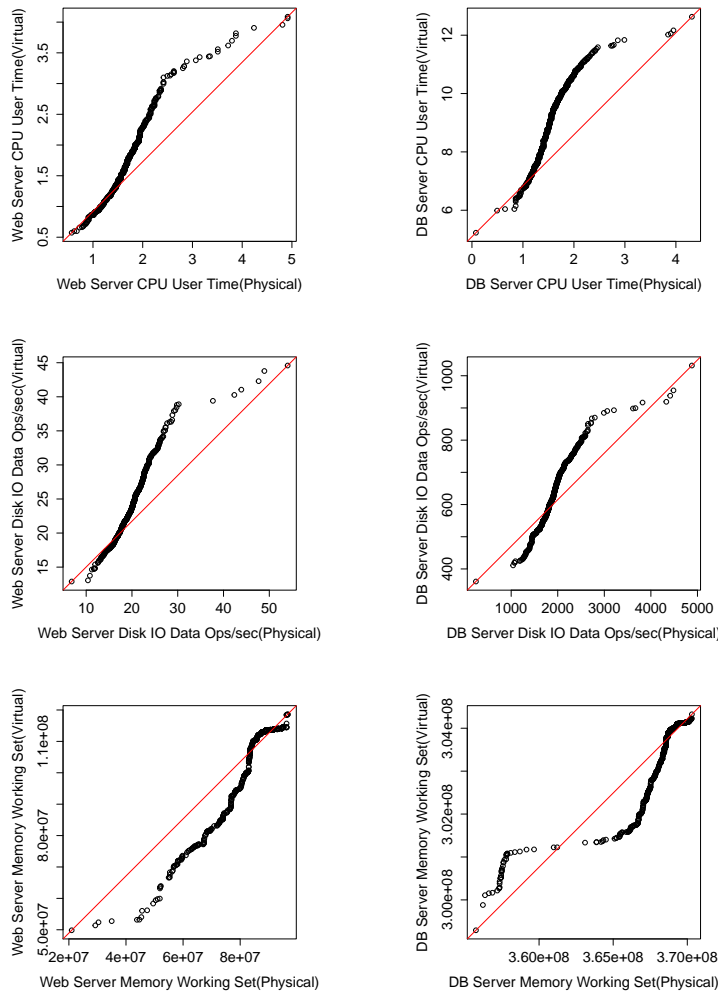 Web Server CPU User Time(Virtual)
0.5 1.5 2.5 3.5
1 2 3 4 5
Web Server CPU User Time(Physical)
DB Server CPU User Time(Virtual)
6 8 10 12
0 1 2 3 4
DB Server CPU User Time(Physical)
Web Server Disk IO Data Ops/sec(Virtual)
15 20 25 30 35 40 45
10 20 30 40 50
Web Server Disk IO Data Ops/sec(Physical)
DB Server Disk IO Data Ops/sec(Virtual)
400 600 800 1000
1000 2000 3000 4000 5000
DB Server Disk IO Data Ops/sec(Physical)
Web Server Memory Working Set(Virtual)
5.0e+07 8.0e+07 1.1e+08
2e+07 4e+07 6e+07 8e+07
Web Server Memory Working Set(Physical)
DB Server Memory Working Set(Virtual)
3.00e+08 3.02e+08 3.04e+08
3.60e+08 3.65e+08 3.70e+08
DB Server Memory Working Set(Physical)